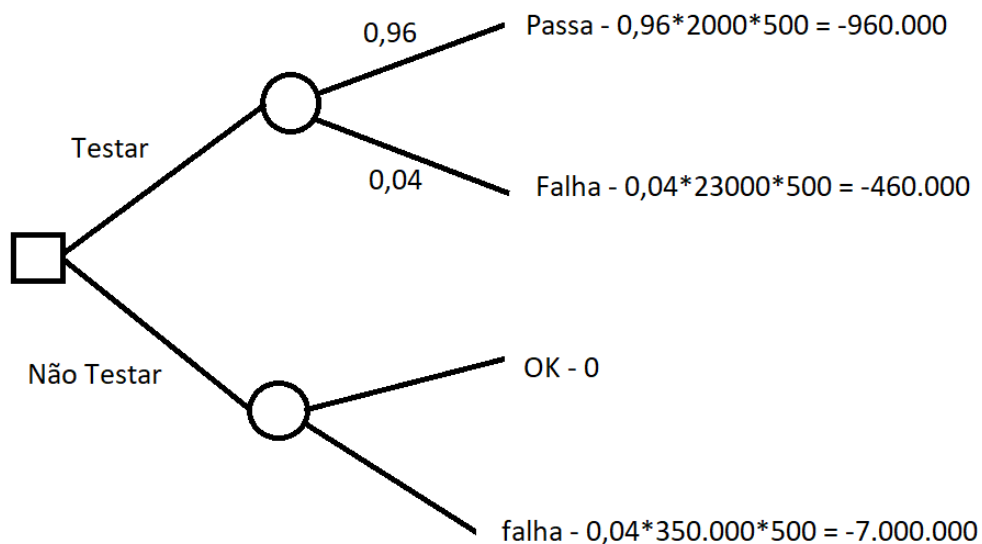 0,96
Passa - 0,96*2000*500 = -960.000
Testar
0,04
Falha - 0,04*23000*500 = -460.000
Não Testar
OK - 0
falha - 0,04*350.000*500 = -7.000.000